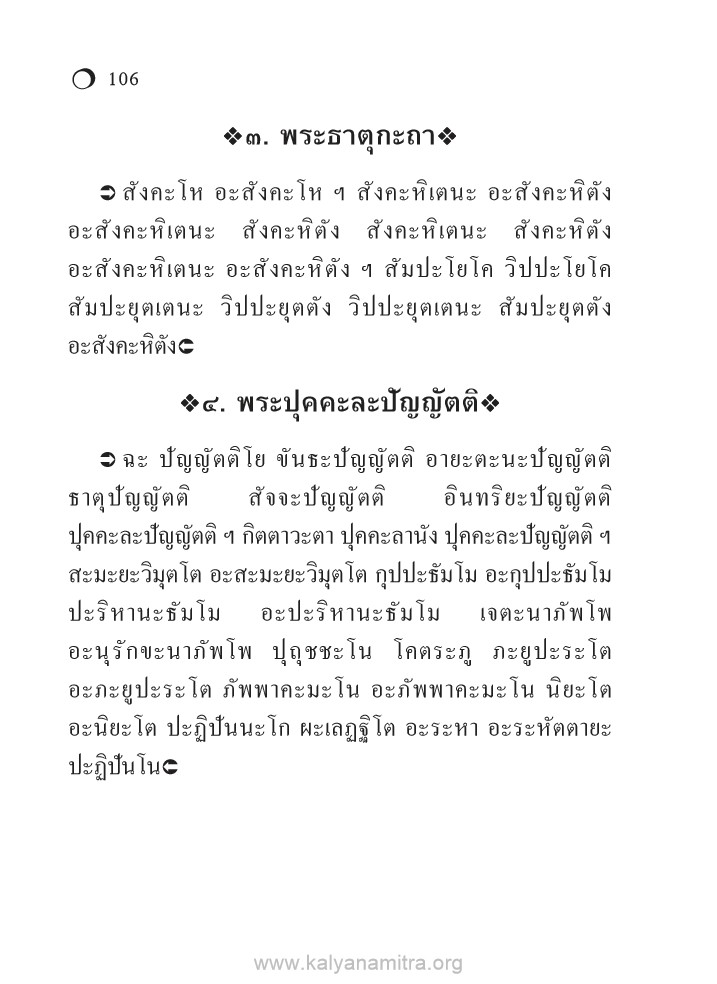 106
❖๓. พระธาตุกะถา❖
➲ สังคะโห อะสังคะโห ฯ สังคะหิเตนะ อะสังคะหิตัง
อะสังคะหิเตนะ สังคะหิตัง สังคะหิเตนะ สังคะหิตัง
อะสังคะหิเตนะ อะสังคะหิตัง ฯ สัมปะโยโค วิปปะโยโค
สัมปะยุตเตนะ วิปปะยุตตัง วิปปะยุตเตนะ สัมปะยุตตัง
อะสังคะหิตัง
❖๔. พระปุคคะละปัญญัตติ❖
➲ ฉะ ปัญญัตติโย ขันธะปัญญัตติ อายะตะนะปัญญัตติ
ธาตุปัญญัตติ สัจจะปัญญัตติ อินทริยะปัญญัตติ
ปุคคะละปัญญัตติ ฯ กิตตาวะตา ปุคคะลานัง ปุคคะละปัญญัตติ ฯ
สะมะยะวิมุตโต อะสะมะยะวิมุตโต กุปปะธัมโม อะกุปปะธัมโม
ปะริหานะธัมโม อะปะริหานะธัมโม เจตะนาภัพโพ
อะนุรักขะนาภัพโพ ปุถุชชะโน โคตระภู ภะยูปะระโต
อะภะยูปะระโต ภัพพาคะมะโน อะภัพพาคะมะโน นิยะโต
อะนิยะโต ปะฏิปันนะโก ผะเลฏฐิโต อะระหา อะระหัตตายะ
ปะฏิปันโน
www.kalyanamitra.org